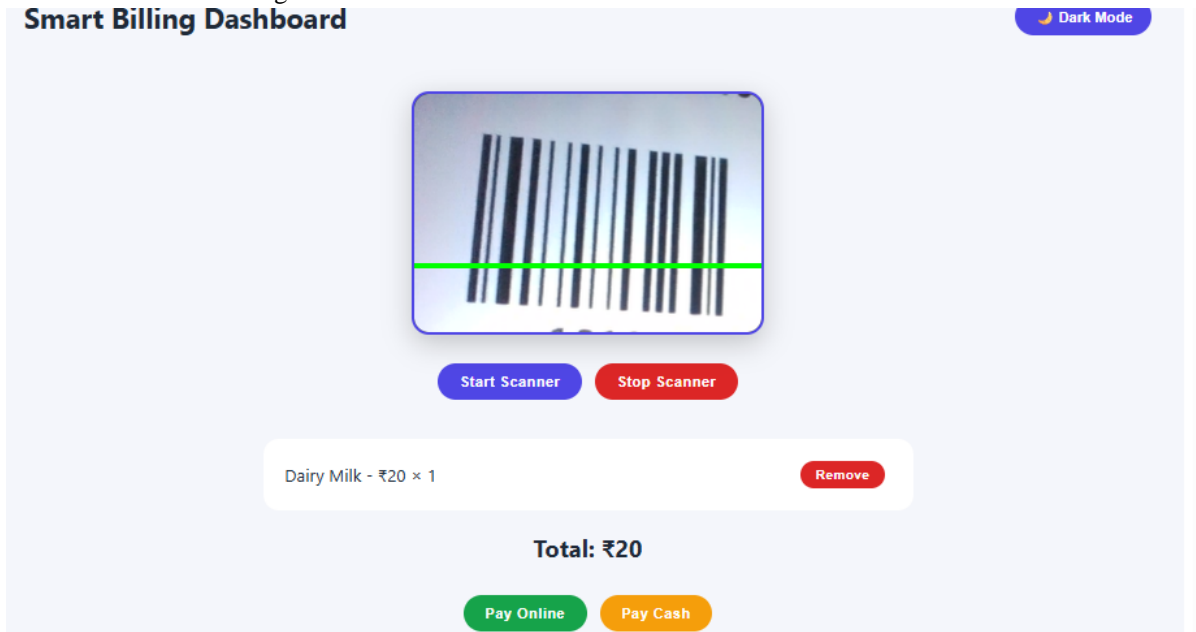 Smart Billing Dashboard
🌙 Dark Mode
Start Scanner Stop Scanner
Dairy Milk - ₹20 × 1 Remove
Total: ₹20
Pay Online Pay Cash